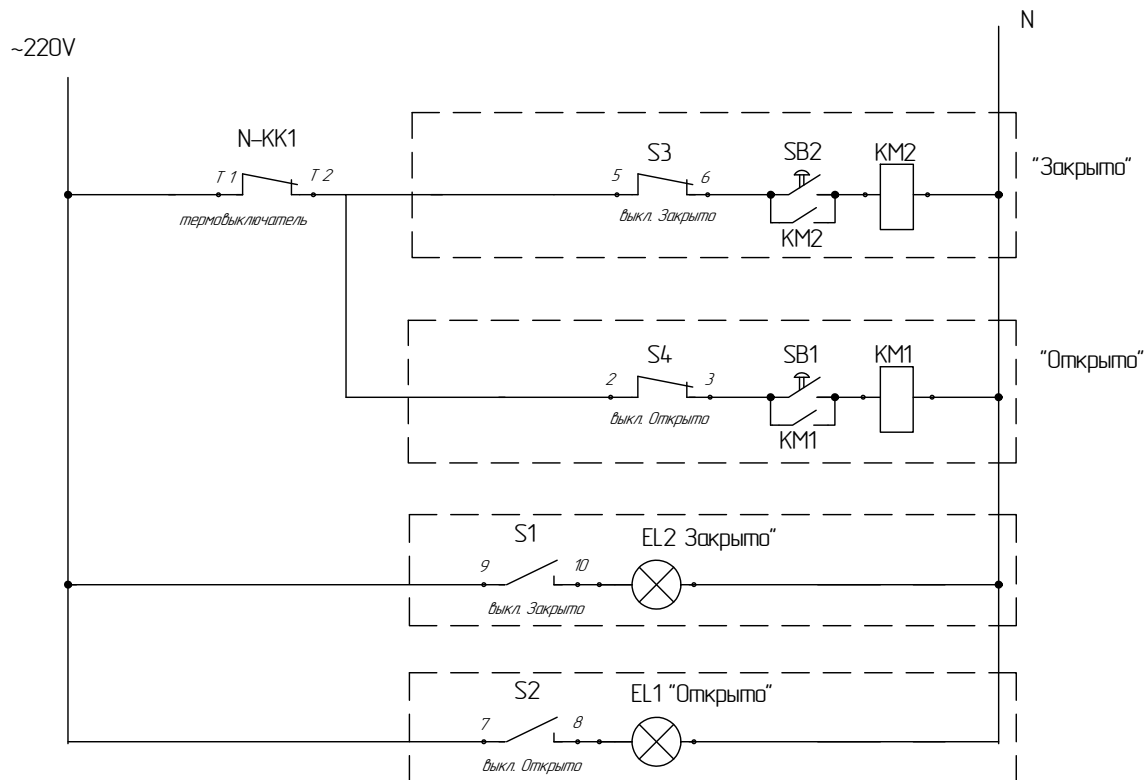 N
~220V
N-KK1
S3
SB2
KM2
"Закрыто"
T 1
T 2
5
6
термовыключатель
выкл. Закрыто
KM2
S4
SB1
KM1
"Открыто"
2
3
выкл. Открыто
KM1
S1
EL2 Закрыто"
9
10
выкл. Закрыто
S2
EL1 "Открыто"
7
8
выкл. Открыто